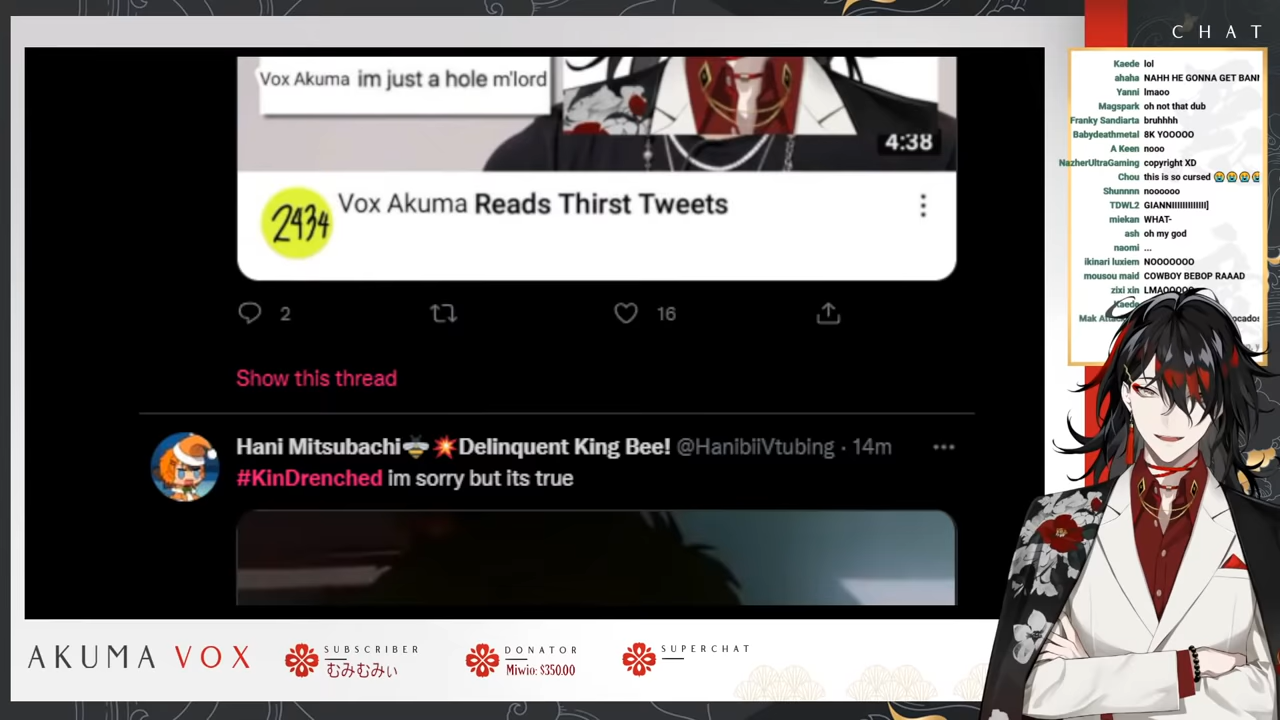 Vox Akuma im just a hole m'lord
4:38
2434
Vox Akuma Reads Thirst Tweets
2
16
Show this thread
Hani Mitsubachi🐝💥Delinquent King Bee! @HanibiiVtubing · 14m
#KinDrenched im sorry but its true
CHAT
Kaede lol
ahaha NAHH HE GONNA GET BANI
Yanni lmaoo
Magspark oh not that dub
Franky Sandiarta bruhhhh
Babydeathmetal 8K YOOOOO
A Keen nooo
NazherUltraGaming copyright XD
Chou this is so cursed 😭😭😭😭
Shunnnn noooooo
TDWL2 GIANNIIIIIIIIIIIII]
miekan WHAT-
ash oh my god
naomi ...
ikinari luxiem NOOOOOOO
mousou maid COWBOY BEBOP RAAAD
zixi xin LMAOOOOO
Kaede
Mak
AKUMA VOX
SUBSCRIBER
むみむみぃ
DONATOR
Miwio: $350.00
SUPERCHAT